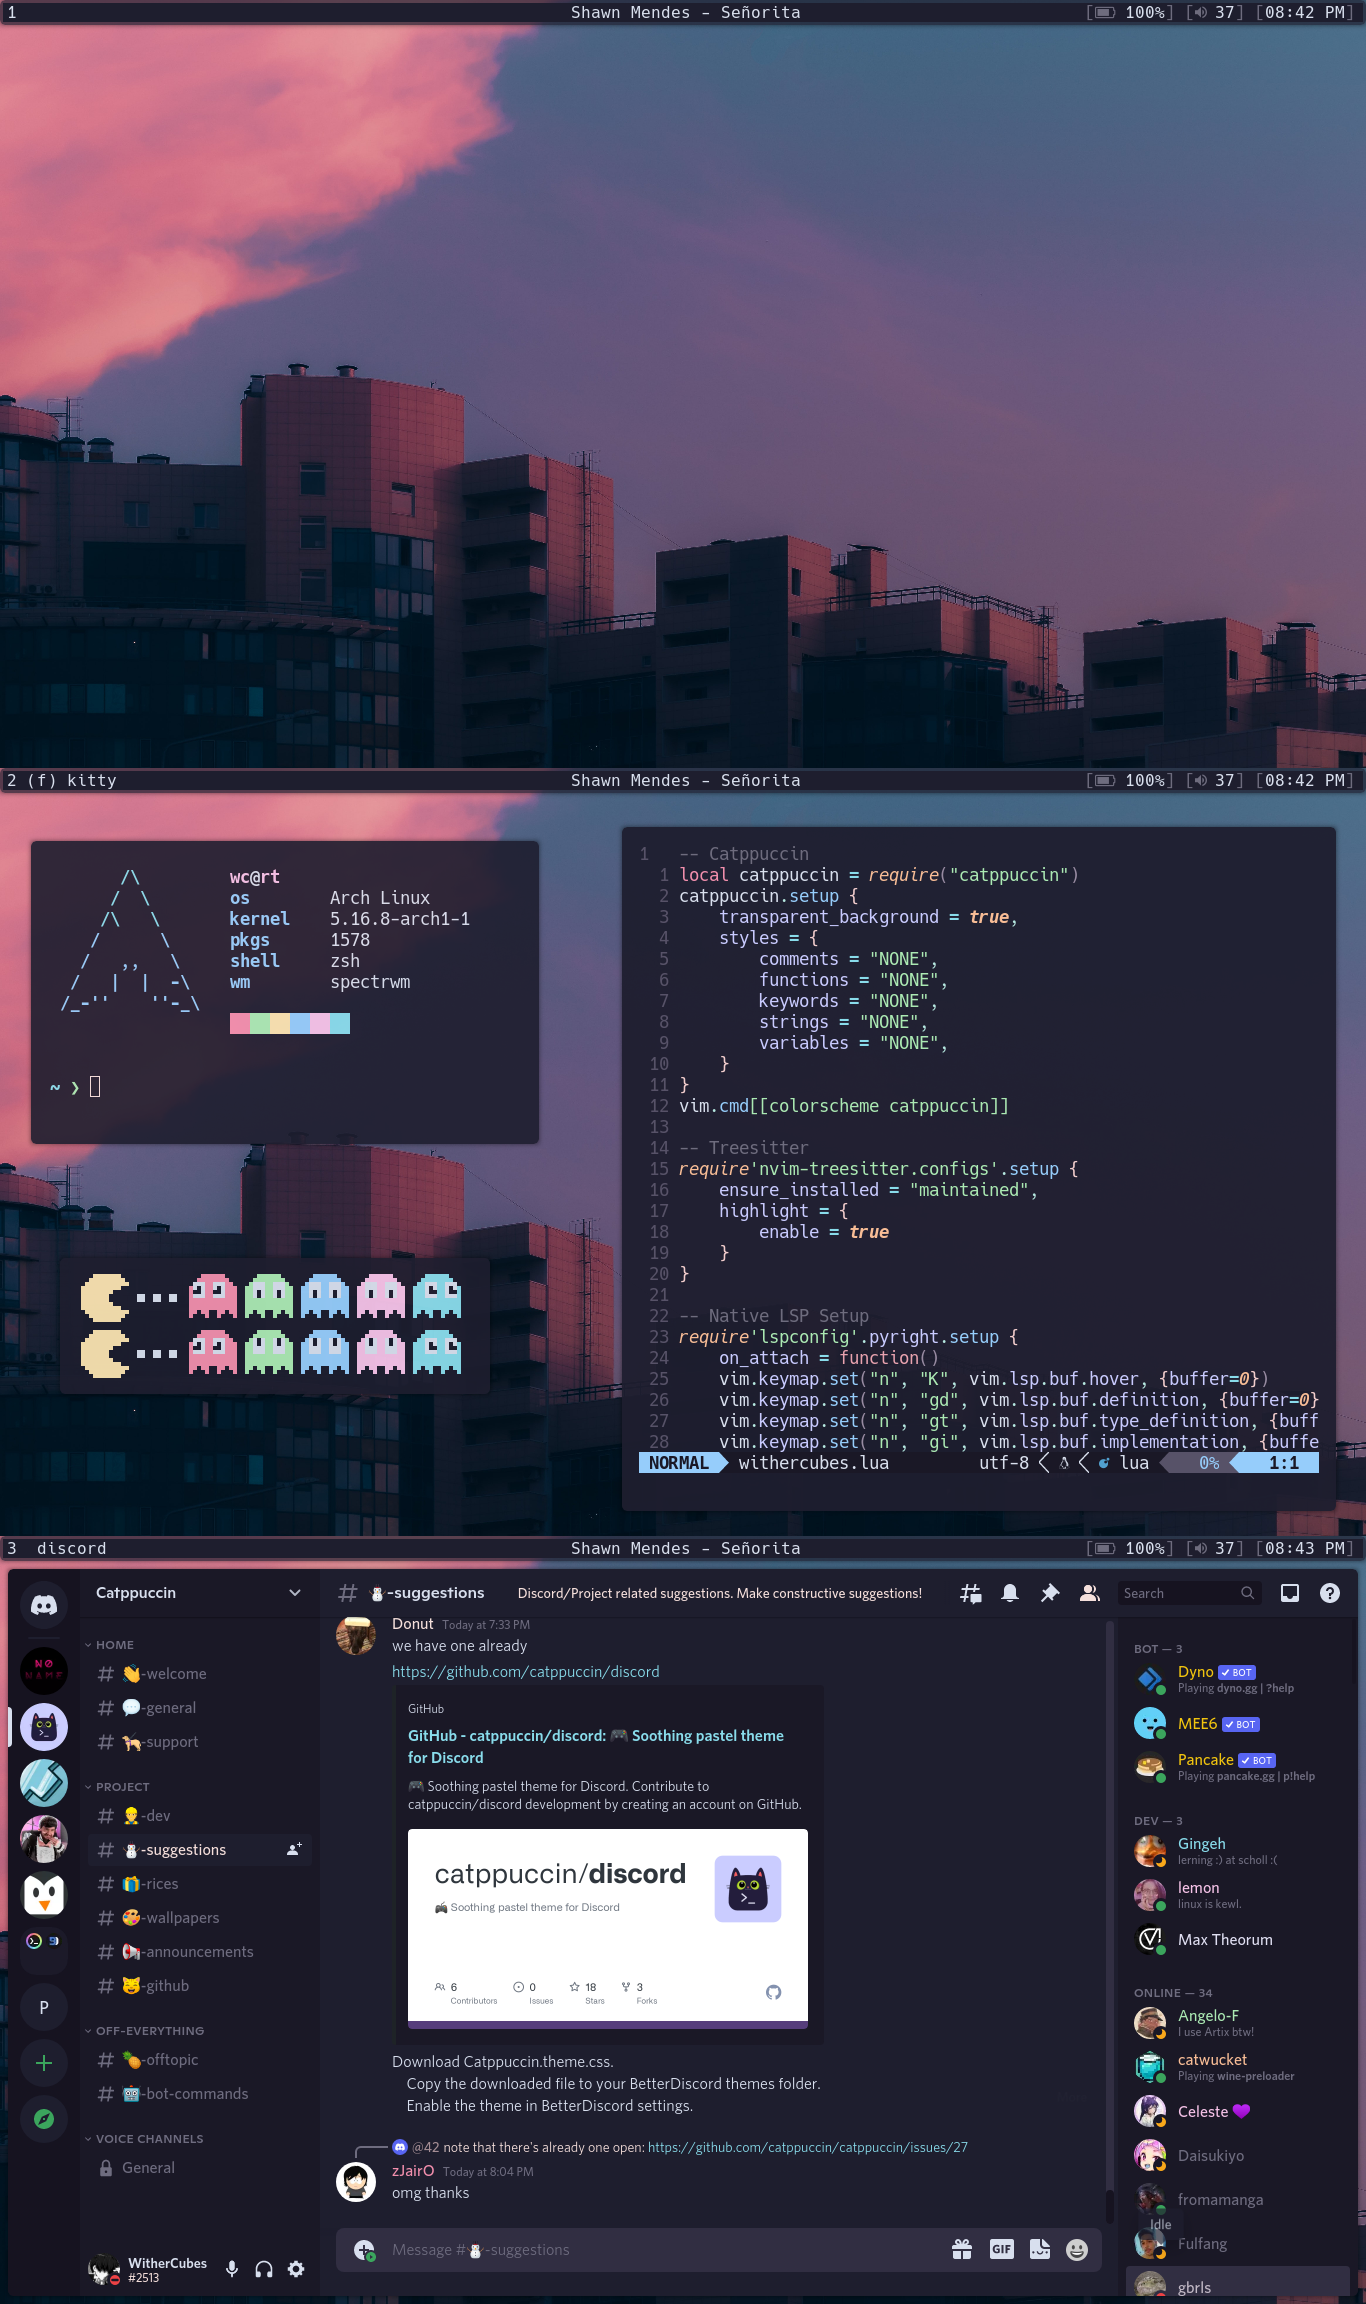 1
Shawn Mendes - Señorita
[ 100%] [ 37] [08:42 PM]
2 (f) kitty
Shawn Mendes - Señorita
[ 100%] [ 37] [08:42 PM]
wc@rt
os Arch Linux
kernel 5.16.8-arch1-1
pkgs 1578
shell zsh
wm spectrwm
~ ❯
1 -- Catppuccin
1 local catppuccin = require("catppuccin")
2 catppuccin.setup {
3 transparent_background = true,
4 styles = {
5 comments = "NONE",
6 functions = "NONE",
7 keywords = "NONE",
8 strings = "NONE",
9 variables = "NONE",
10 }
11 }
12 vim.cmd[[colorscheme catppuccin]]
13
14 -- Treesitter
15 require'nvim-treesitter.configs'.setup {
16 ensure_installed = "maintained",
17 highlight = {
18 enable = true
19 }
20 }
21
22 -- Native LSP Setup
23 require'lspconfig'.pyright.setup {
24 on_attach = function()
25 vim.keymap.set("n", "K", vim.lsp.buf.hover, {buffer=0})
26 vim.keymap.set("n", "gd", vim.lsp.buf.definition, {buffer=0}
27 vim.keymap.set("n", "gt", vim.lsp.buf.type_definition, {buff
28 vim.keymap.set("n", "gi", vim.lsp.buf.implementation, {buffe
NORMAL withercubes.lua utf-8 lua 0% 1:1
3 discord
Shawn Mendes - Señorita
[ 100%] [ 37] [08:43 PM]
Catppuccin
HOME
👋-welcome
💬-general
🐕‍🦺-support
PROJECT
👷-dev
⛄-suggestions
🎁-rices
🎨-wallpapers
📢-announcements
😺-github
OFF-EVERYTHING
🍍-offtopic
🤖-bot-commands
VOICE CHANNELS
General
NO
NAME
P
WitherCubes
#2513
⛄-suggestions
Discord/Project related suggestions. Make constructive suggestions!
Search
Donut Today at 7:33 PM
we have one already
https://github.com/catppuccin/discord
GitHub
GitHub - catppuccin/discord: 🎮 Soothing pastel theme
for Discord
🎮 Soothing pastel theme for Discord. Contribute to
catppuccin/discord development by creating an account on GitHub.
catppuccin/discord
🎮 Soothing pastel theme for Discord
6 Contributors
0 Issues
18 Stars
3 Forks
Download Catppuccin.theme.css.
Copy the downloaded file to your BetterDiscord themes folder.
Enable the theme in BetterDiscord settings.
@42 note that there's already one open: https://github.com/catppuccin/catppuccin/issues/27
zJairO Today at 8:04 PM
omg thanks
Message #⛄-suggestions
GIF
BOT — 3
Dyno BOT
Playing dyno.gg | ?help
MEE6 BOT
Pancake BOT
Playing pancake.gg | p!help
DEV — 3
Gingeh
lerning :) at scholl :(
lemon
linux is kewl.
Max Theorum
ONLINE — 34
Angelo-F
I use Artix btw!
catwucket
Playing wine-preloader
Celeste 💜
Daisukiyo
fromamanga
Idle
Fulfang
gbrls